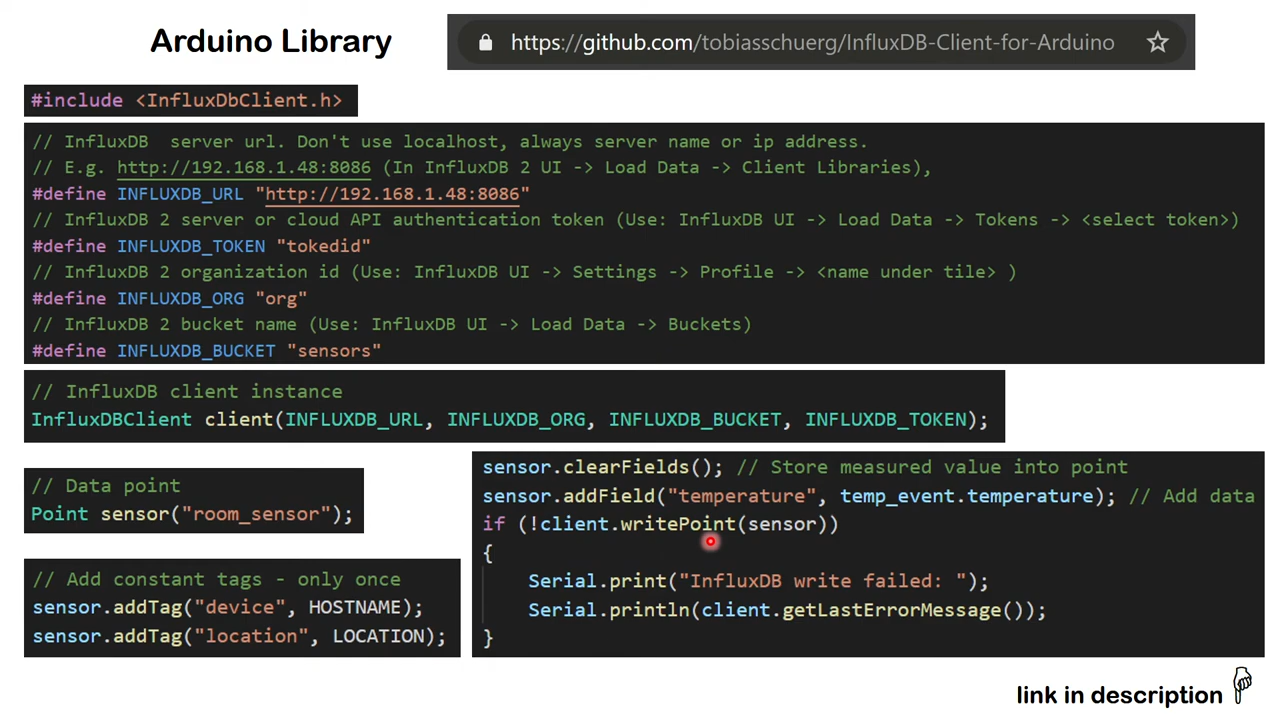 Arduino Library
https://github.com/tobiasschuerg/InfluxDB-Client-for-Arduino
#include <InfluxDbClient.h>
// InfluxDB  server url. Don't use localhost, always server name or ip address.
// E.g. http://192.168.1.48:8086 (In InfluxDB 2 UI -> Load Data -> Client Libraries),
#define INFLUXDB_URL "http://192.168.1.48:8086"
// InfluxDB 2 server or cloud API authentication token (Use: InfluxDB UI -> Load Data -> Tokens -> <select token>)
#define INFLUXDB_TOKEN "tokedid"
// InfluxDB 2 organization id (Use: InfluxDB UI -> Settings -> Profile -> <name under tile> )
#define INFLUXDB_ORG "org"
// InfluxDB 2 bucket name (Use: InfluxDB UI -> Load Data -> Buckets)
#define INFLUXDB_BUCKET "sensors"
// InfluxDB client instance
InfluxDBClient client(INFLUXDB_URL, INFLUXDB_ORG, INFLUXDB_BUCKET, INFLUXDB_TOKEN);
// Data point
Point sensor("room_sensor");
// Add constant tags - only once
sensor.addTag("device", HOSTNAME);
sensor.addTag("location", LOCATION);
sensor.clearFields(); // Store measured value into point
sensor.addField("temperature", temp_event.temperature); // Add data
if (!client.writePoint(sensor))
{
Serial.print("InfluxDB write failed: ");
Serial.println(client.getLastErrorMessage());
}
link in description